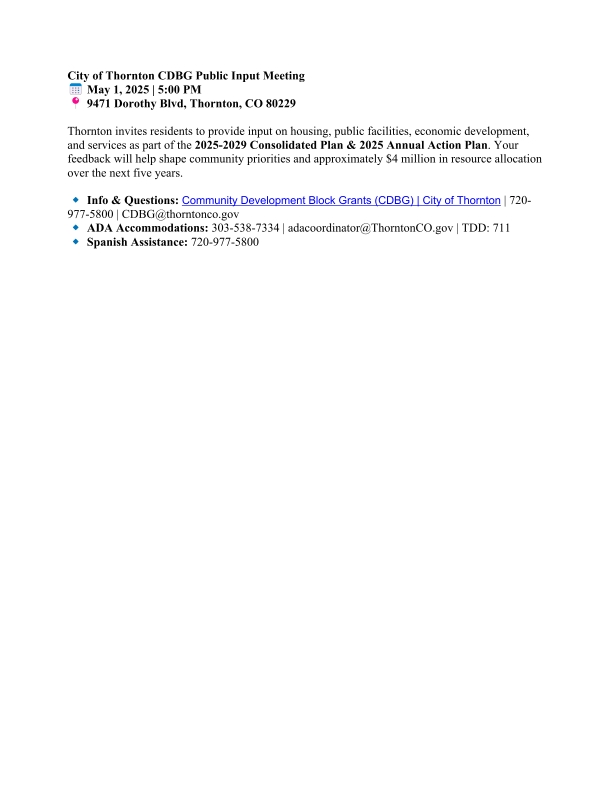 City of Thornton CDBG Public Input Meeting
📅 May 1, 2025 | 5:00 PM
📍 9471 Dorothy Blvd, Thornton, CO 80229
Thornton invites residents to provide input on housing, public facilities, economic development,
and services as part of the 2025-2029 Consolidated Plan & 2025 Annual Action Plan. Your
feedback will help shape community priorities and approximately $4 million in resource allocation
over the next five years.
🔹 Info & Questions: Community Development Block Grants (CDBG) | City of Thornton | 720-
977-5800 | CDBG@thorntonco.gov
🔹 ADA Accommodations: 303-538-7334 | adacoordinator@ThorntonCO.gov | TDD: 711
🔹 Spanish Assistance: 720-977-5800